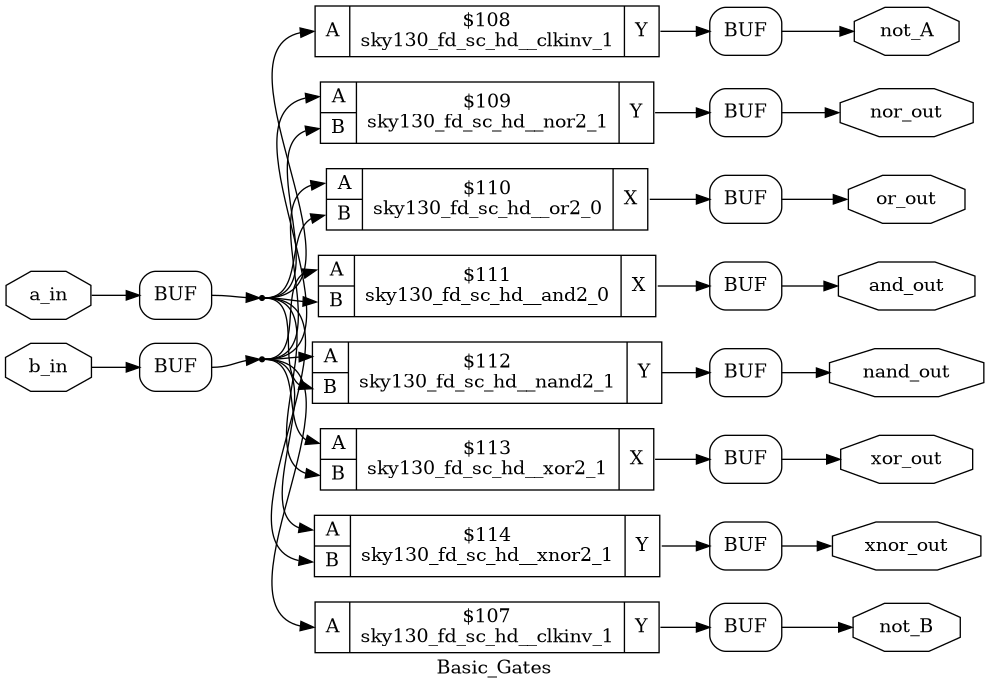 A
$108
sky130_fd_sc_hd__clkinv_1
Y
BUF
not_A
A
B
$109
sky130_fd_sc_hd__nor2_1
Y
BUF
nor_out
A
B
$110
sky130_fd_sc_hd__or2_0
X
BUF
or_out
a_in
BUF
A
B
$111
sky130_fd_sc_hd__and2_0
X
BUF
and_out
b_in
BUF
A
B
$112
sky130_fd_sc_hd__nand2_1
Y
BUF
nand_out
A
B
$113
sky130_fd_sc_hd__xor2_1
X
BUF
xor_out
A
B
$114
sky130_fd_sc_hd__xnor2_1
Y
BUF
xnor_out
A
$107
sky130_fd_sc_hd__clkinv_1
Y
BUF
not_B
Basic_Gates